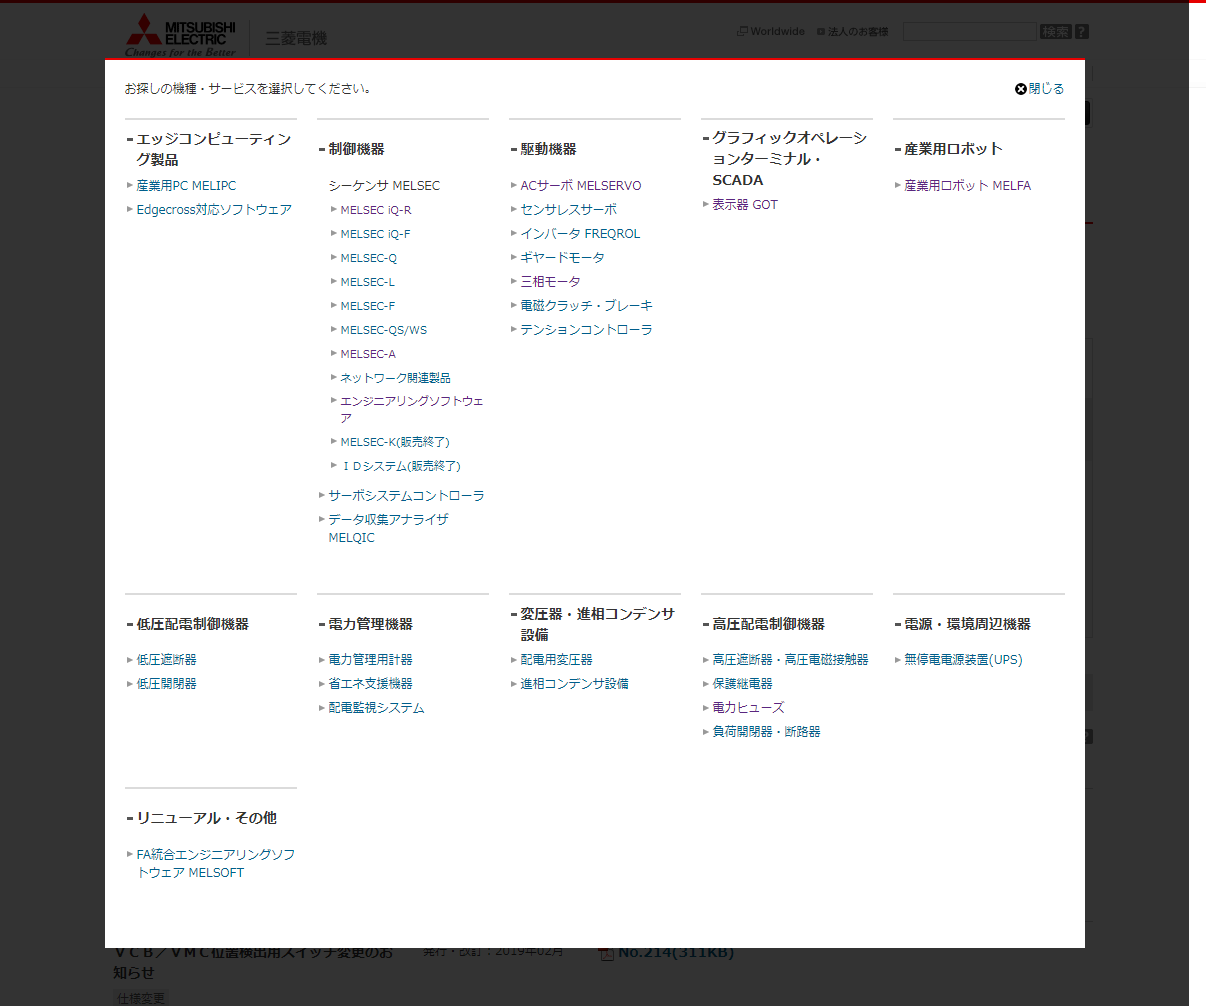 MITSUBISHI
ELECTRIC
Changes for the Better
三菱電機
Worldwide
法人のお客様
検索
?
お探しの機種・サービスを選択してください。
閉じる
エッジコンピューティン
グ製品
産業用PC MELIPC
Edgecross対応ソフトウェア
制御機器
シーケンサ MELSEC
MELSEC iQ-R
MELSEC iQ-F
MELSEC-Q
MELSEC-L
MELSEC-F
MELSEC-QS/WS
MELSEC-A
ネットワーク関連製品
エンジニアリングソフトウェ
ア
MELSEC-K(販売終了)
ＩＤシステム(販売終了)
サーボシステムコントローラ
データ収集アナライザ
MELQIC
駆動機器
ACサーボ MELSERVO
センサレスサーボ
インバータ FREQROL
ギヤードモータ
三相モータ
電磁クラッチ・ブレーキ
テンションコントローラ
グラフィックオペレーシ
ョンターミナル・
SCADA
表示器 GOT
産業用ロボット
産業用ロボット MELFA
低圧配電制御機器
低圧遮断器
低圧開閉器
電力管理機器
電力管理用計器
省エネ支援機器
配電監視システム
変圧器・進相コンデンサ
設備
配電用変圧器
進相コンデンサ設備
高圧配電制御機器
高圧遮断器・高圧電磁接触器
保護継電器
電力ヒューズ
負荷開閉器・断路器
電源・環境周辺機器
無停電電源装置(UPS)
リニューアル・その他
FA統合エンジニアリングソフ
トウェア MELSOFT
ＶＣＢ／ＶＭＣ位置検出用スイッチ変更のお
知らせ
発行・改訂：2019年02月
No.214(311KB)
仕様変更